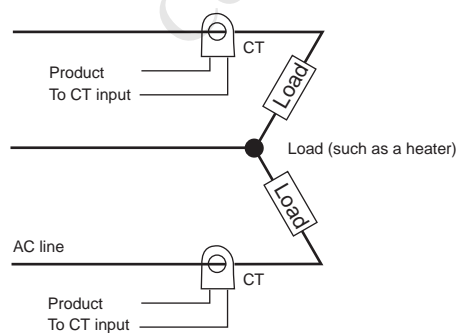 CT
Product
To CT input
Load
Load (such as a heater)
Load
AC line
CT
Product
To CT input